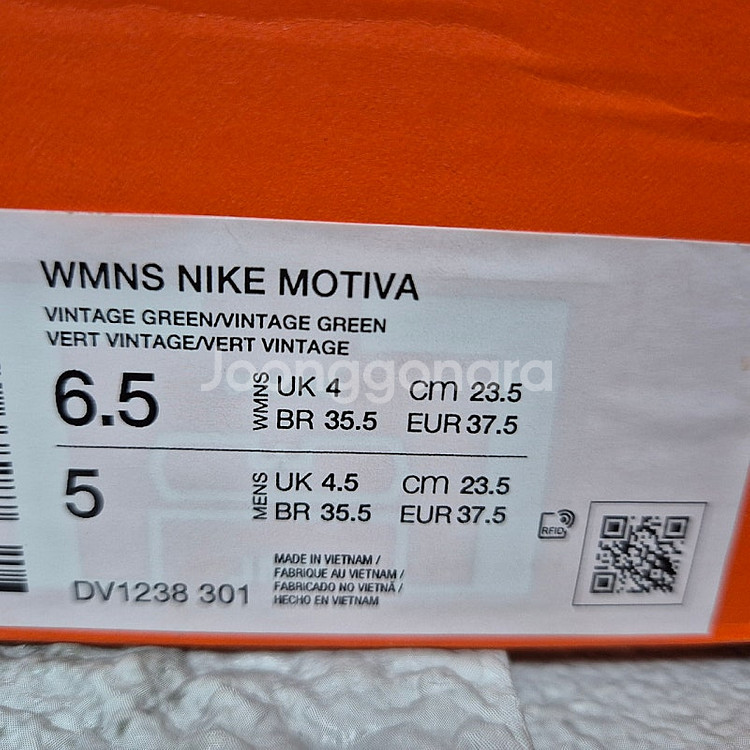 WMNS NIKE MOTIVA
VINTAGE GREEN/VINTAGE GREEN
VERT VINTAGE/VERT VINTAGE
Joonggonara
6.5 WMNS UK 4 cm 23.5
BR 35.5 EUR 37.5
5 MENS UK 4.5 cm 23.5
BR 35.5 EUR 37.5
RFID
DV1238 301
MADE IN VIETNAM /
FABRIQUE AU VIETNAM /
FABRICADO NO VIETNÃ /
HECHO EN VIETNAM